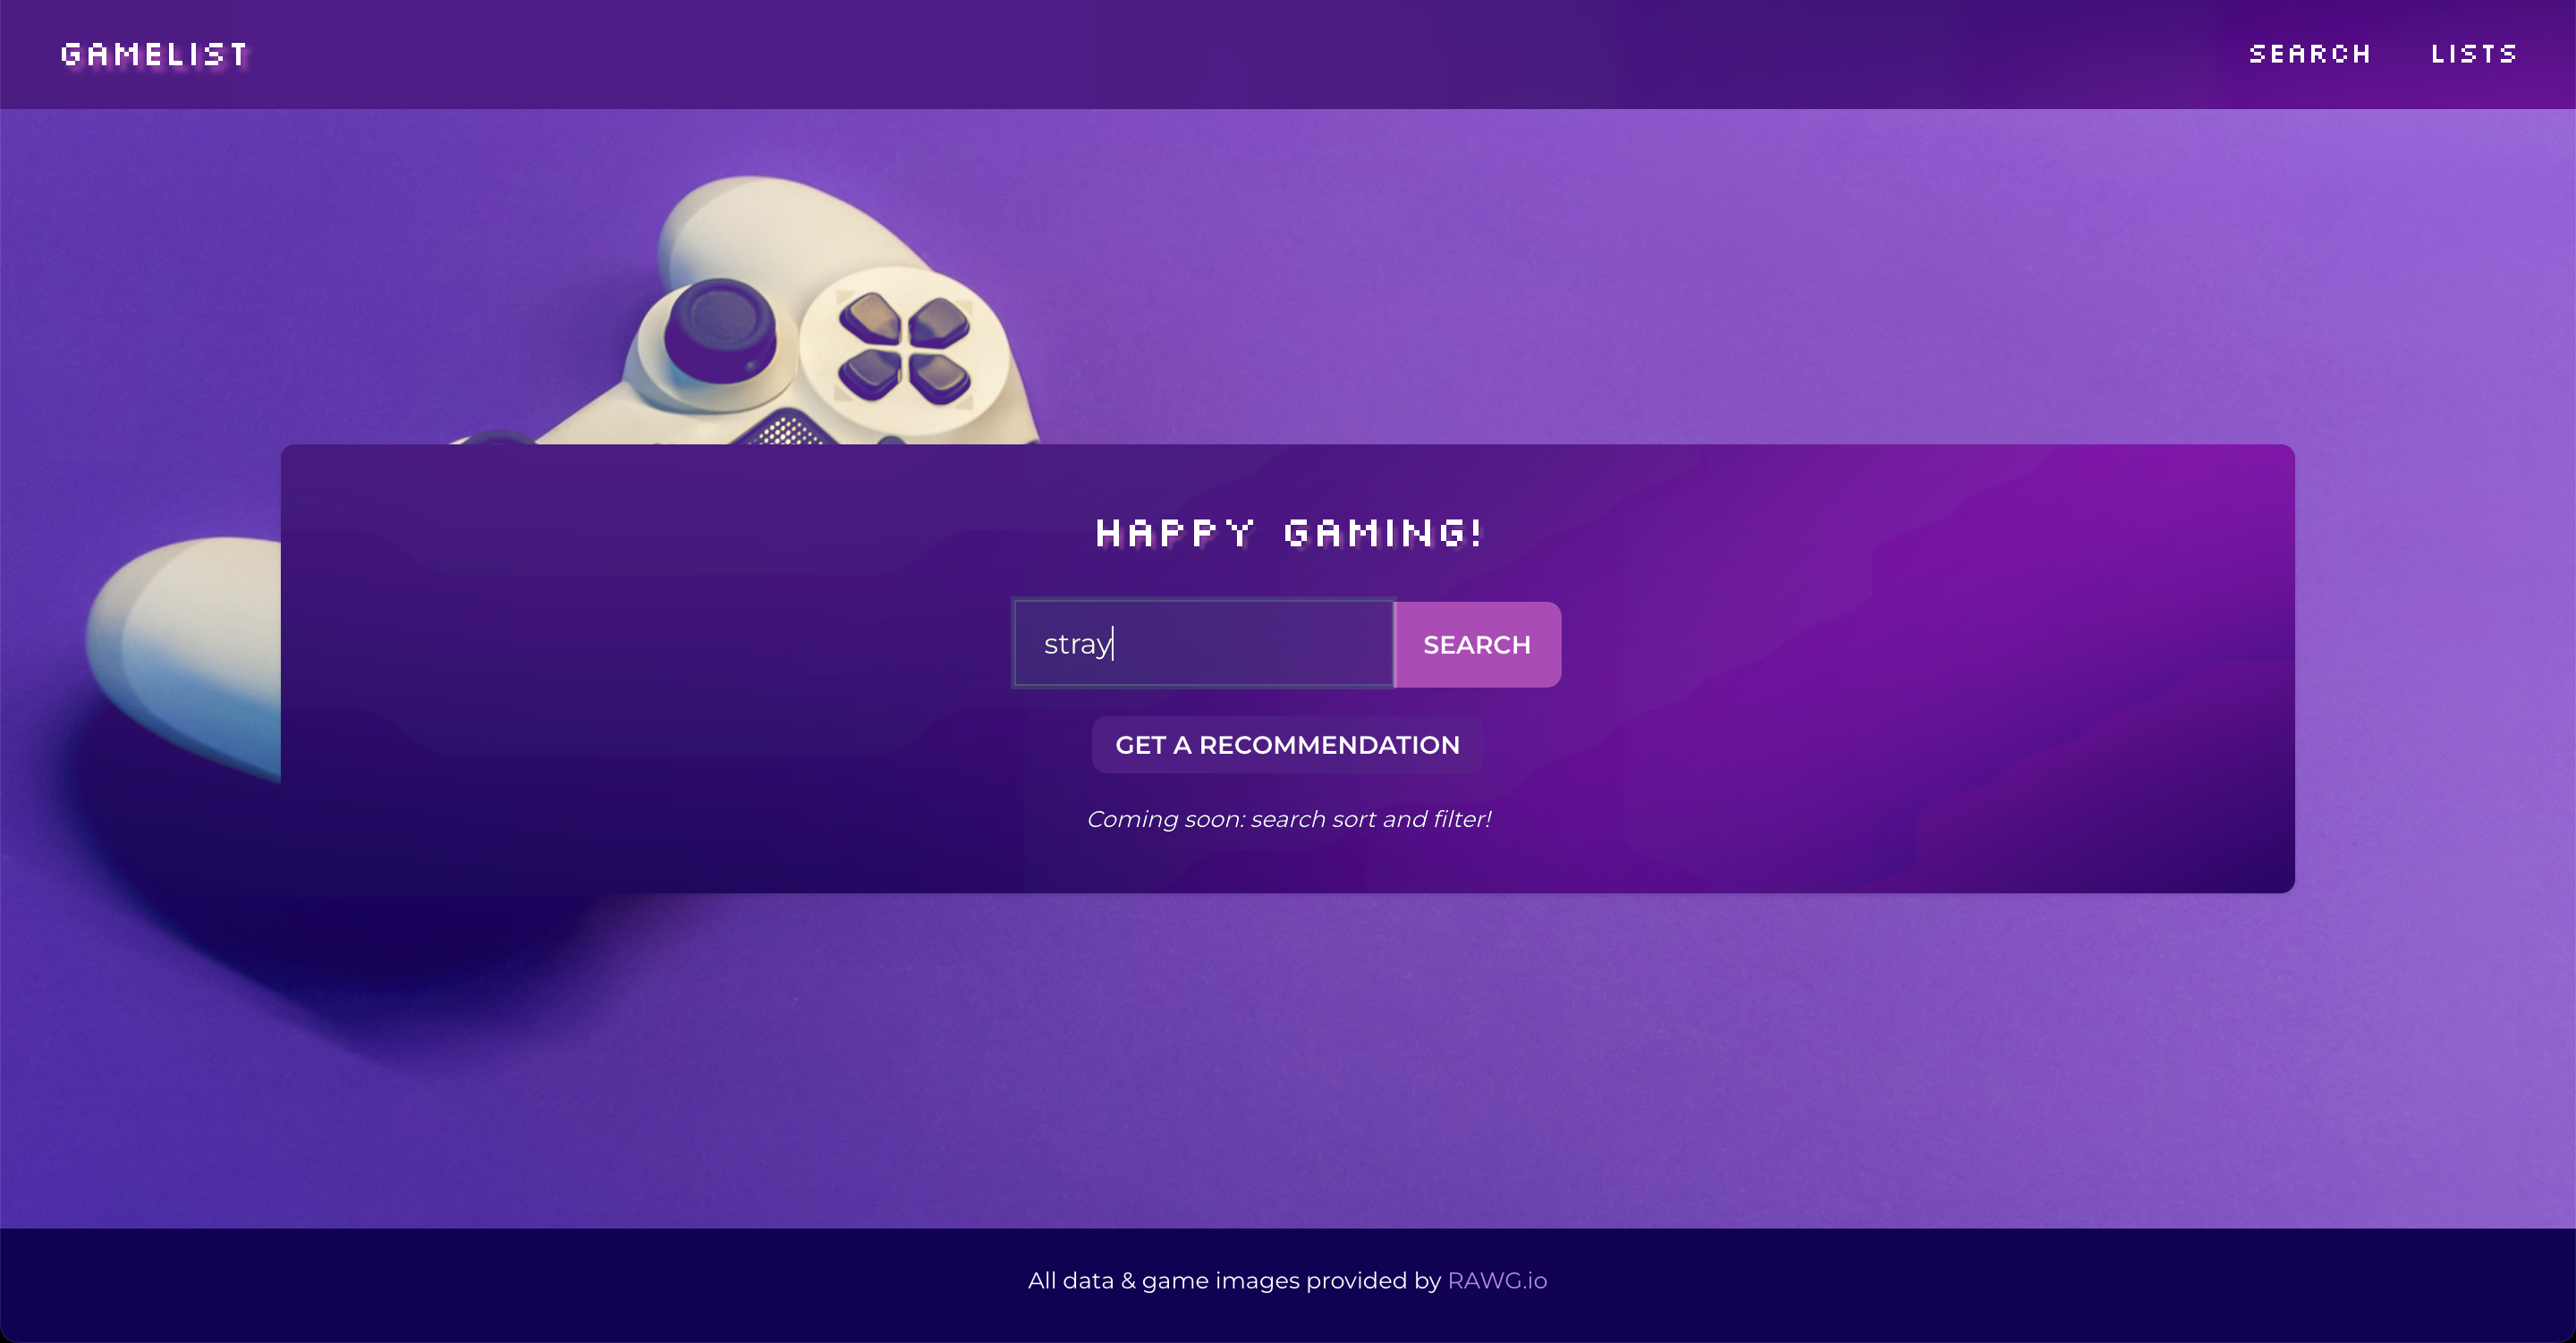 GAMELIST
SEARCH
LISTS
HAPPY GAMING!
stray
SEARCH
GET A RECOMMENDATION
Coming soon: search sort and filter!
All data & game images provided by RAWG.io